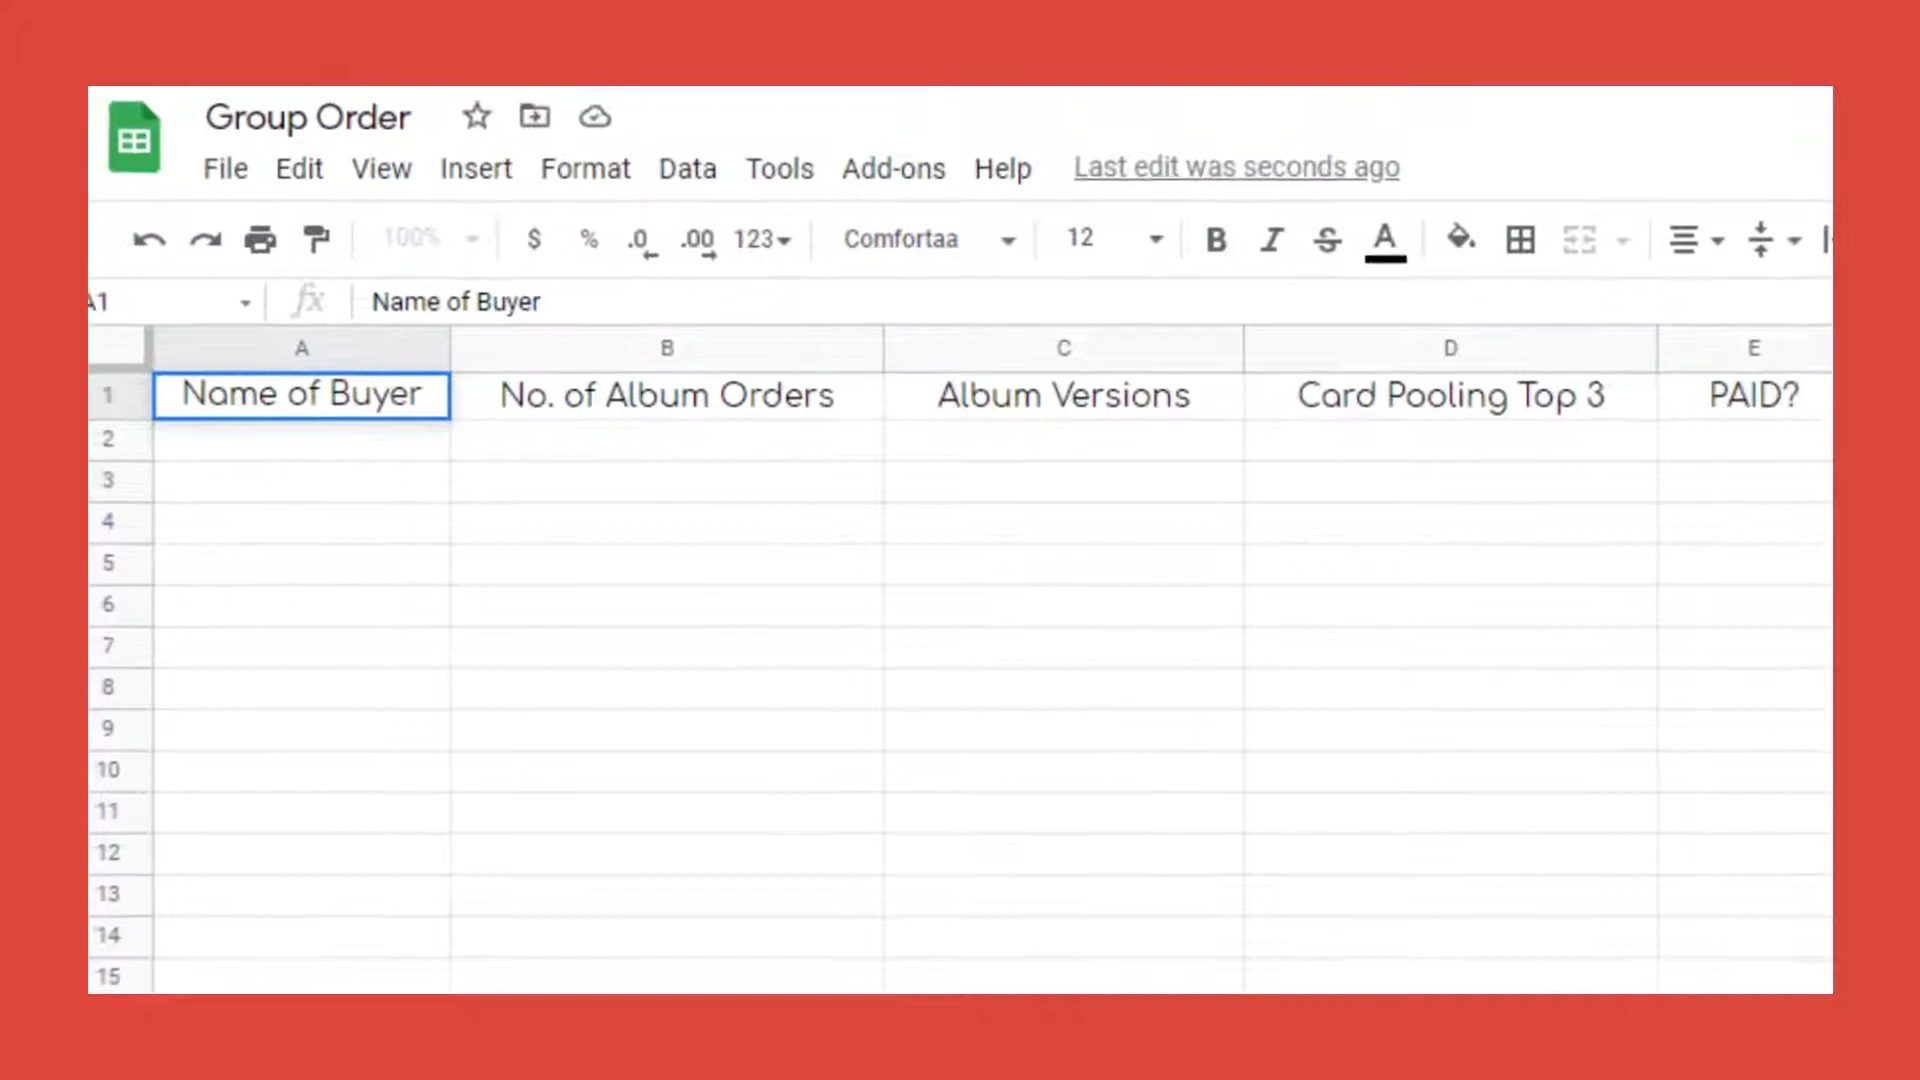 Group Order
File Edit View Insert Format Data Tools Add-ons Help Last edit was seconds ago
100% $ % .0 .00 123 Comfortaa 12 B I S A
A1 fx Name of Buyer
A B C D E
1 Name of Buyer No. of Album Orders Album Versions Card Pooling Top 3 PAID?
2
3
4
5
6
7
8
9
10
11
12
13
14
15